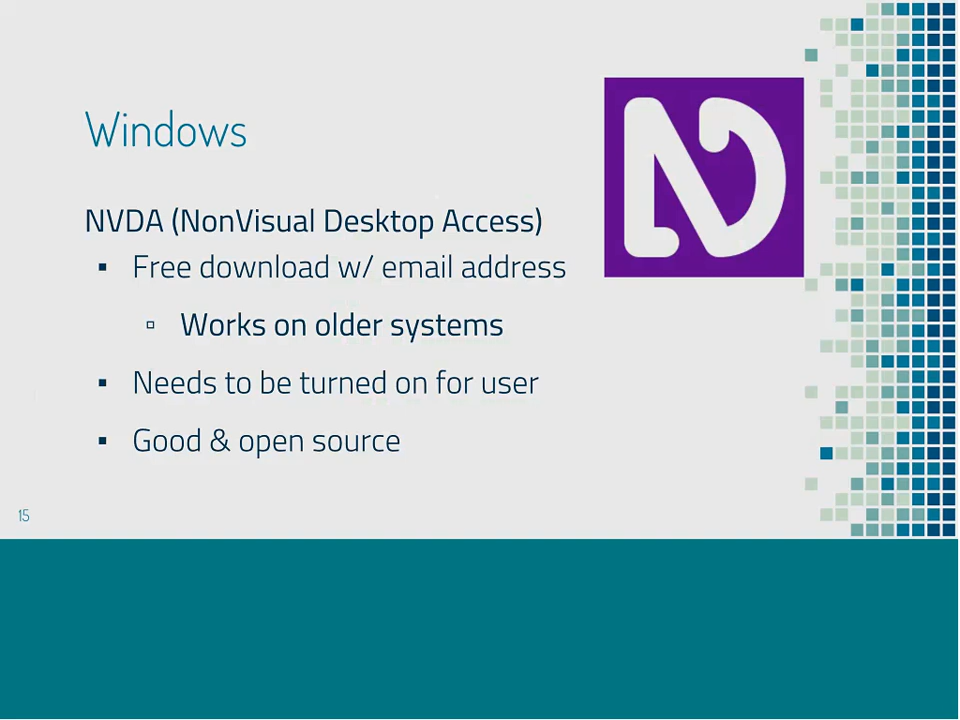 Windows
NVDA (NonVisual Desktop Access)
▪ Free download w/ email address
▫ Works on older systems
▪ Needs to be turned on for user
▪ Good & open source
15